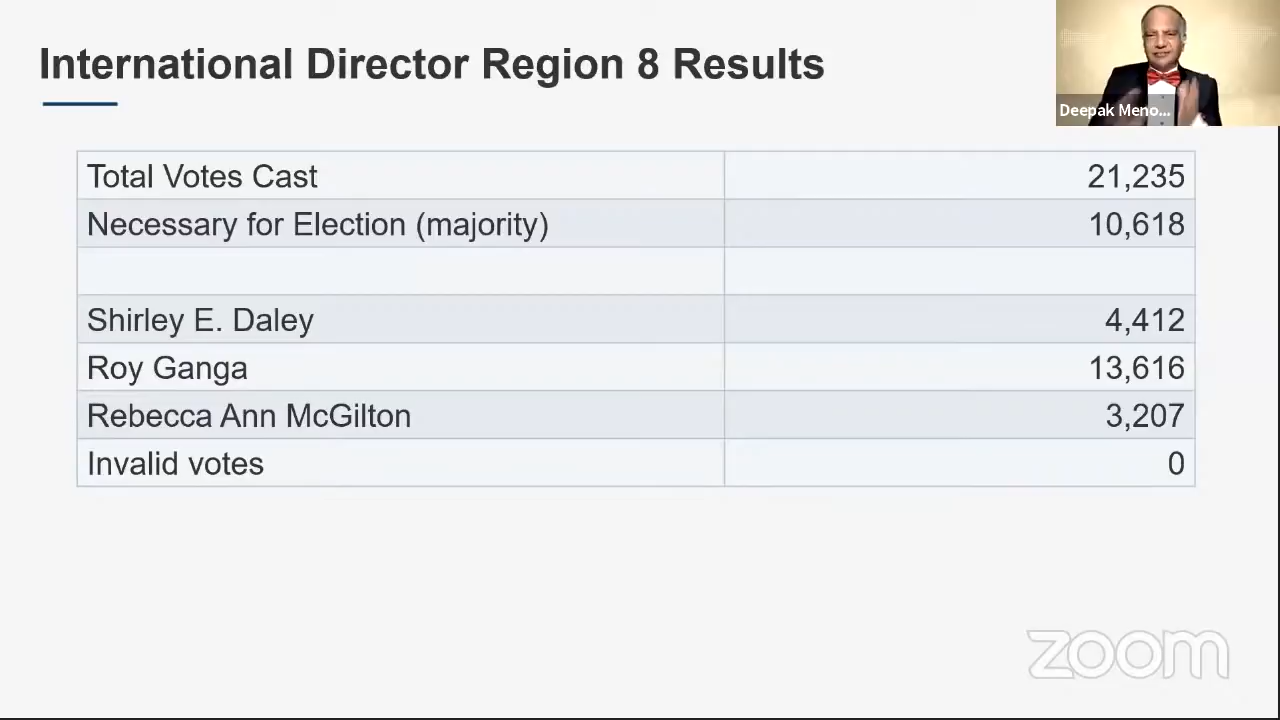 International Director Region 8 Results
Deepak Meno...
Total Votes Cast 21,235
Necessary for Election (majority) 10,618
Shirley E. Daley 4,412
Roy Ganga 13,616
Rebecca Ann McGilton 3,207
Invalid votes 0
zoom